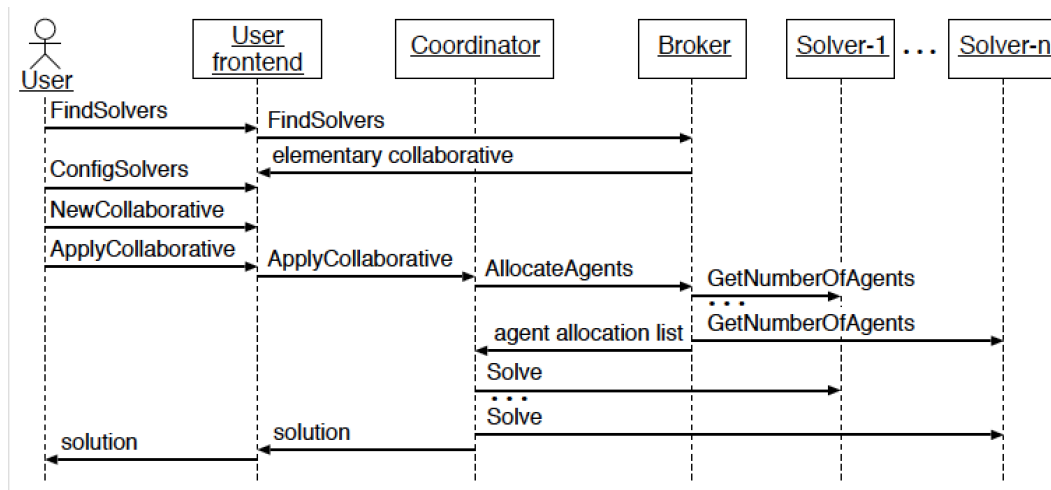 User
User
frontend
Coordinator
Broker
Solver-1
...
Solver-n
FindSolvers
FindSolvers
elementary collaborative
ConfigSolvers
NewCollaborative
ApplyCollaborative
ApplyCollaborative
AllocateAgents
GetNumberOfAgents
...
GetNumberOfAgents
agent allocation list
Solve
...
Solve
solution
solution